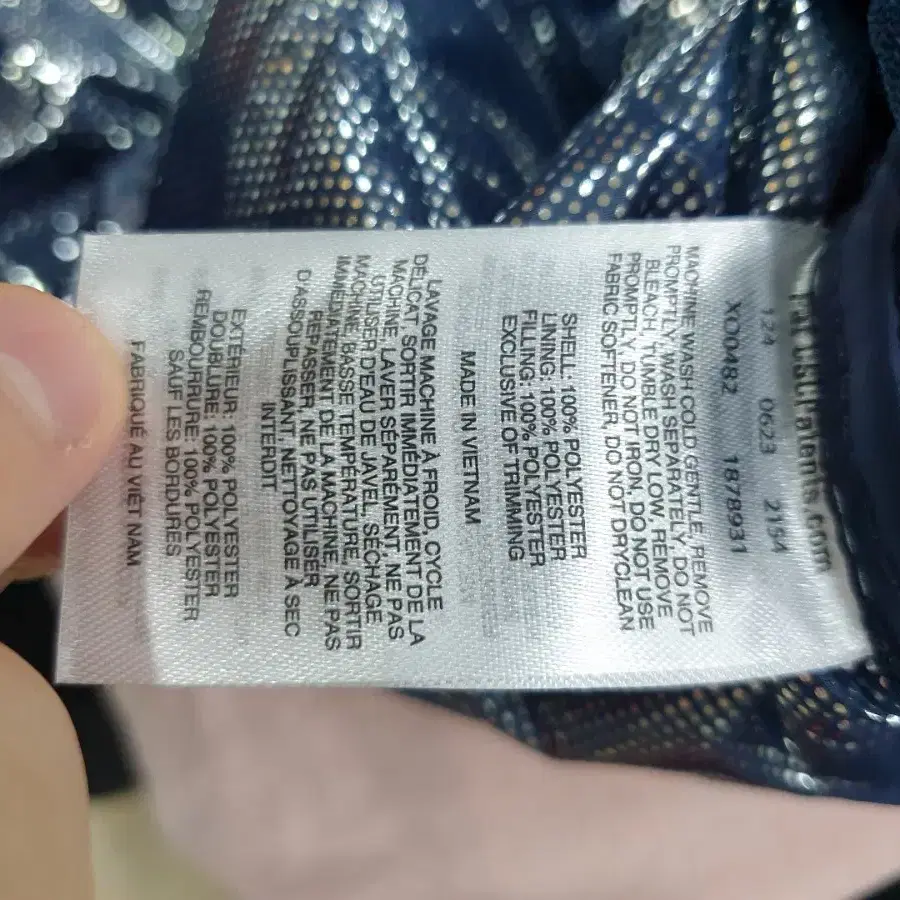 124 0623 2154
XO0482 1878931
MACHINE WASH COLD GENTLE, REMOVE
PROMPTLY, WASH SEPARATELY, DO NOT
BLEACH, TUMBLE DRY LOW, REMOVE
PROMPTLY, DO NOT IRON, DO NOT USE
FABRIC SOFTENER, DO NOT DRYCLEAN
SHELL: 100% POLYESTER
LINING: 100% POLYESTER
FILLING: 100% POLYESTER
EXCLUSIVE OF TRIMMING
MADE IN VIETNAM
LAVAGE MACHINE À FROID, CYCLE
DÉLICAT SORTIR IMMÉDIATEMENT DE LA
MACHINE, LAVER SÉPARÉMENT, NE PAS
UTILISER D'EAU DE JAVEL, SÉCHAGE
MACHINE, BASSE TEMPÉRATURE, SORTIR
IMMÉDIATEMENT DE LA MACHINE, NE PAS
REPASSER, NE PAS UTILISER
D'ASSOUPLISSANT, NETTOYAGE À SEC
INTERDIT
EXTÉRIEUR: 100% POLYESTER
DOUBLURE: 100% POLYESTER
REMBOURRURE: 100% POLYESTER
SAUF LES BORDURES
FABRIQUÉ AU VIÊT NAM